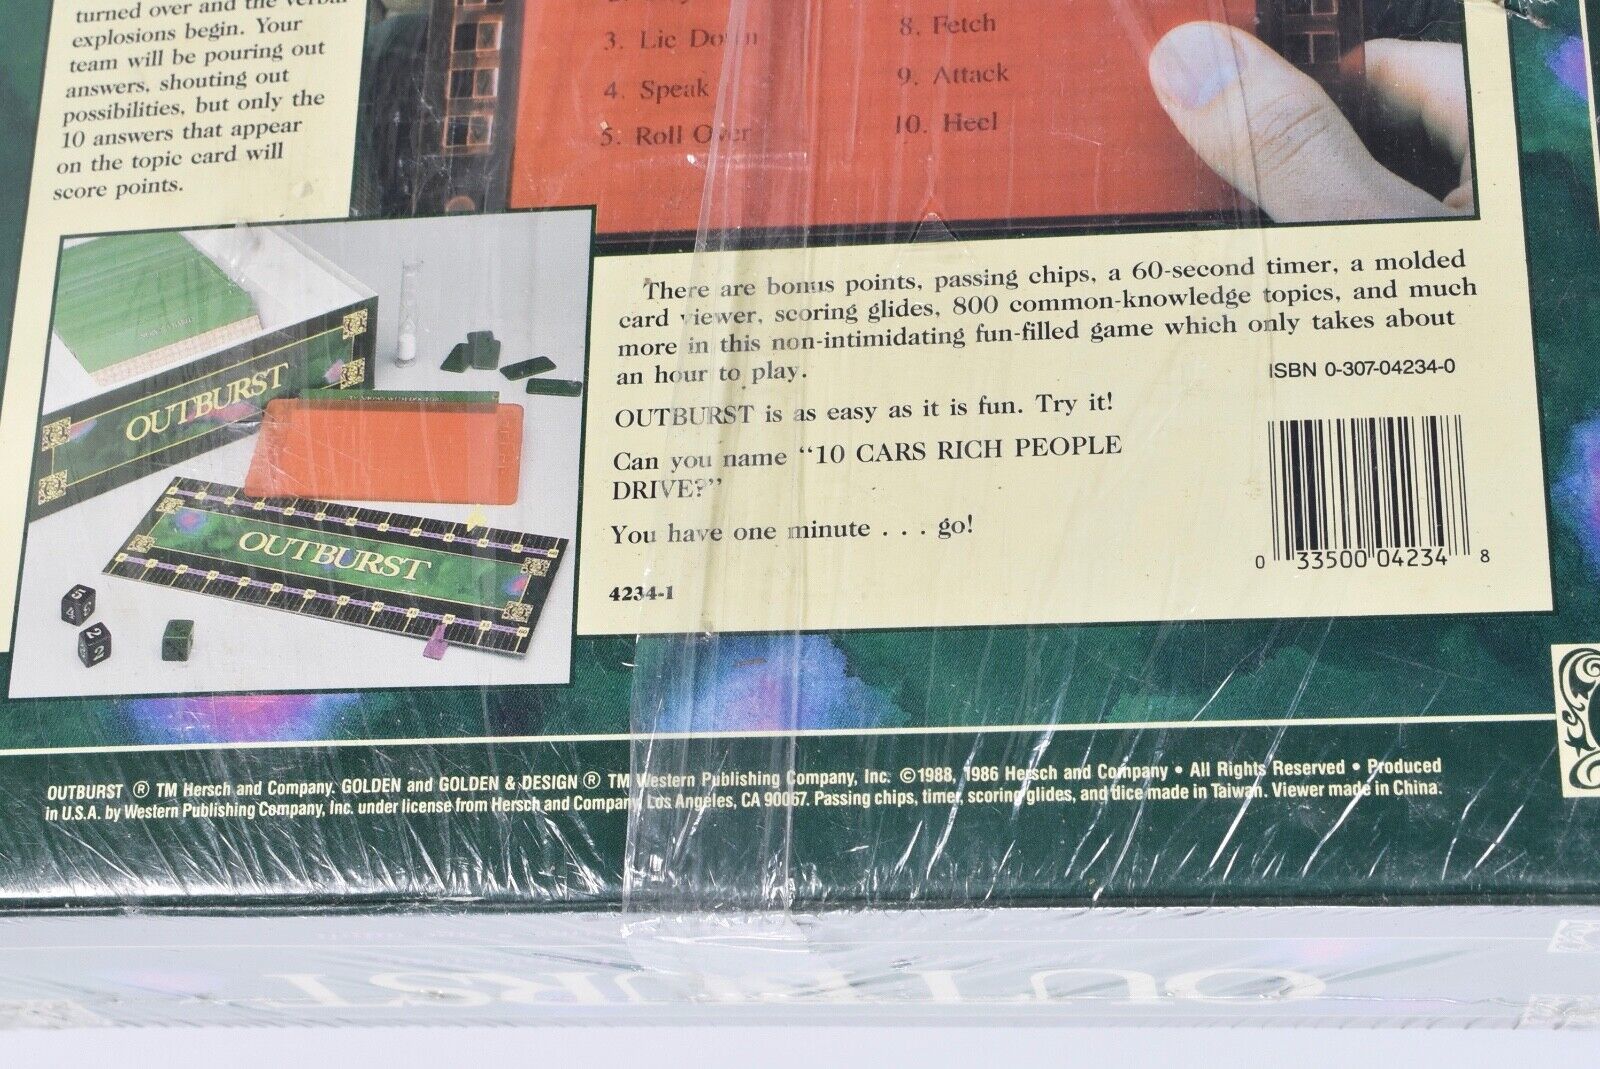 turned over and the verbal
explosions begin. Your
team will be pouring out
answers, shouting out
possibilities, but only the
10 answers that appear
on the topic card will
score points.
3. Lie Down
4. Speak
5. Roll Over
8. Fetch
9. Attack
10. Heel
OUTBURST
OUTBURST
5
2
2
There are bonus points, passing chips, a 60-second timer, a molded
card viewer, scoring glides, 800 common-knowledge topics, and much
more in this non-intimidating fun-filled game which only takes about
an hour to play.
ISBN 0-307-04234-0
OUTBURST is as easy as it is fun. Try it!
Can you name "10 CARS RICH PEOPLE
DRIVE?"
You have one minute . . . go!
4234-1
0 33500 04234 8
OUTBURST ® TM Hersch and Company. GOLDEN and GOLDEN & DESIGN ® TM Western Publishing Company, Inc. ©1988, 1986 Hersch and Company • All Rights Reserved • Produced
in U.S.A. by Western Publishing Company, Inc. under license from Hersch and Company, Los Angeles, CA 90067. Passing chips, timer, scoring glides, and dice made in Taiwan. Viewer made in China.
OUTBURST